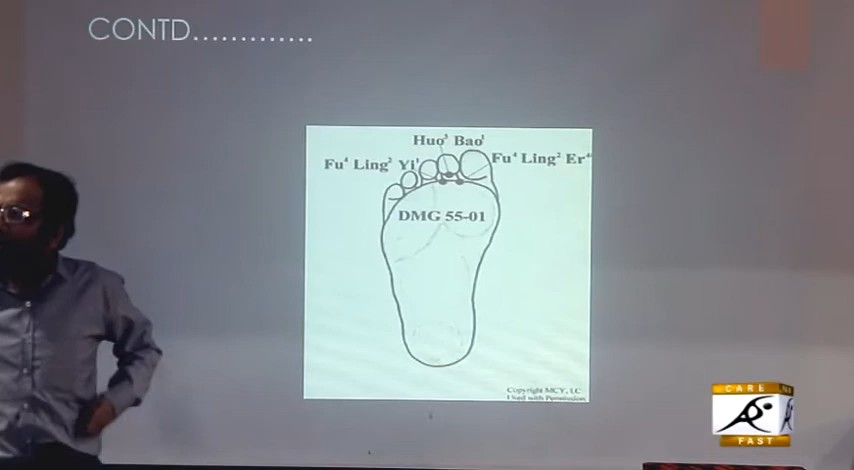 CONTD.............
Huo³ Bao¹
Fu⁴ Ling² Yi¹
Fu⁴ Ling² Er⁴
DMG 55-01
Copyright MCY, LC
Used with Permission
CARE
FAST